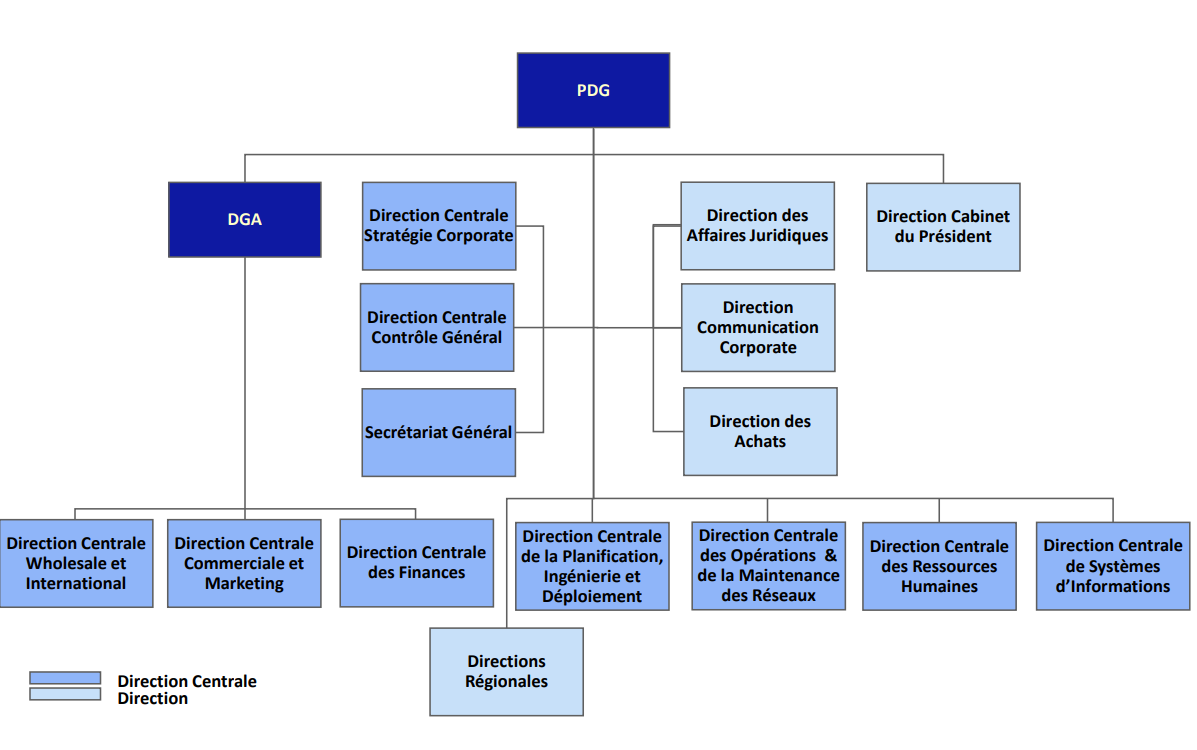 PDG
DGA
Direction Centrale
Stratégie Corporate
Direction des
Affaires Juridiques
Direction Cabinet
du Président
Direction Centrale
Contrôle Général
Direction
Communication
Corporate
Secrétariat Général
Direction des
Achats
Direction Centrale
Wholesale et
International
Direction Centrale
Commerciale et
Marketing
Direction Centrale
des Finances
Direction Centrale
de la Planification,
Ingénierie et
Déploiement
Direction Centrale
des Opérations &
de la Maintenance
des Réseaux
Direction Centrale
des Ressources
Humaines
Direction Centrale
de Systèmes
d'Informations
Directions
Régionales
Direction Centrale
Direction